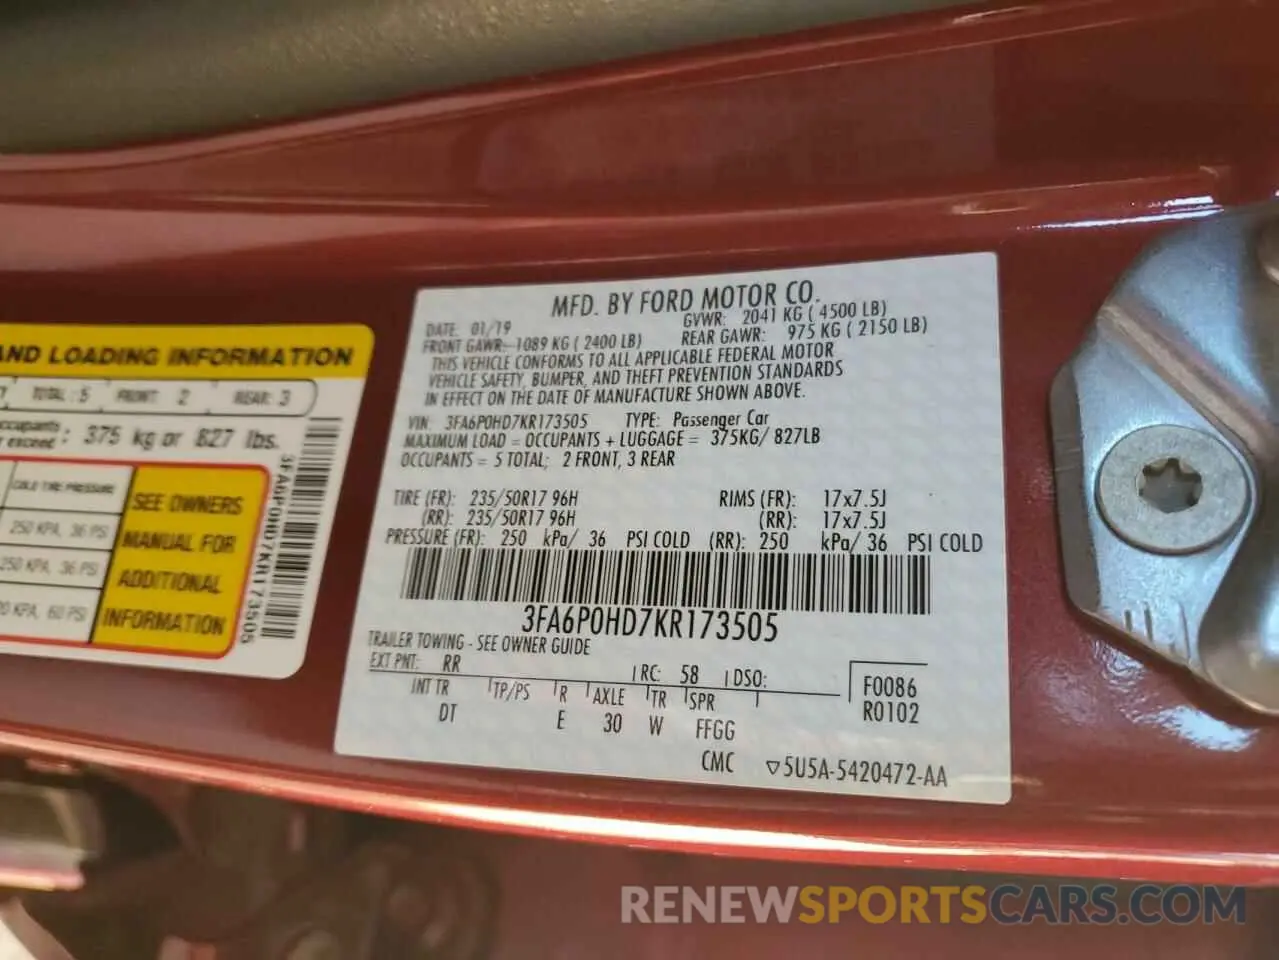 AND LOADING INFORMATION
TOTAL : 5 FRONT: 2 REAR: 3
: 375 kg or 827 lbs.
exceed
COLD TIRE PRESSURE
250 KPA, 36 PSI
250 KPA, 36 PSI
KPA, 60 PSI
SEE OWNERS
MANUAL FOR
ADDITIONAL
INFORMATION
3FA6P0HD7KR173505
MFD. BY FORD MOTOR CO.
DATE: 01/19 GVWR: 2041 KG ( 4500 LB)
FRONT GAWR: 1089 KG ( 2400 LB) REAR GAWR: 975 KG ( 2150 LB)
THIS VEHICLE CONFORMS TO ALL APPLICABLE FEDERAL MOTOR
VEHICLE SAFETY, BUMPER, AND THEFT PREVENTION STANDARDS
IN EFFECT ON THE DATE OF MANUFACTURE SHOWN ABOVE.
VIN: 3FA6P0HD7KR173505 TYPE: Passenger Car
MAXIMUM LOAD = OCCUPANTS + LUGGAGE = 375KG/ 827LB
OCCUPANTS = 5 TOTAL; 2 FRONT, 3 REAR
TIRE (FR): 235/50R17 96H RIMS (FR): 17x7.5J
(RR): 235/50R17 96H (RR): 17x7.5J
PRESSURE (FR): 250 kPa/ 36 PSI COLD (RR): 250 kPa/ 36 PSI COLD
3FA6P0HD7KR173505
TRAILER TOWING - SEE OWNER GUIDE
EXT PNT: RR RC: 58 DSO:
INT TR TP/PS R AXLE TR SPR
DT E 30 W FFGG
F0086
R0102
CMC ▽5U5A-5420472-AA
RENEWSPORTSCARS.COM